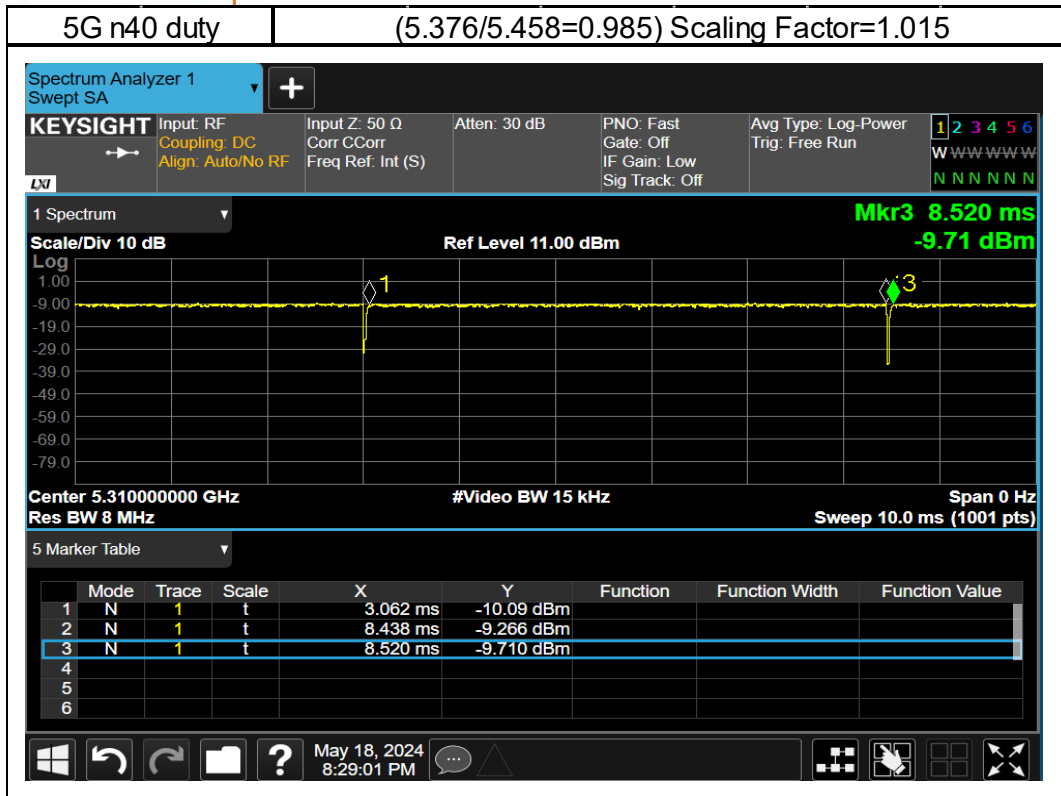 5G n40 duty (5.376/5.458=0.985) Scaling Factor=1.015
Spectrum Analyzer 1
Swept SA
+
KEYSIGHT Input: RF Input Z: 50 Ω Atten: 30 dB PNO: Fast Avg Type: Log-Power 1 2 3 4 5 6
Coupling: DC Corr CCorr Gate: Off Trig: Free Run W W W W W W
Align: Auto/No RF Freq Ref: Int (S) IF Gain: Low
LXI Sig Track: Off N N N N N N
1 Spectrum Mkr3 8.520 ms
Scale/Div 10 dB Ref Level 11.00 dBm -9.71 dBm
Log
1.00 1 3
-9.00
-19.0
-29.0
-39.0
-49.0
-59.0
-69.0
-79.0
Center 5.310000000 GHz #Video BW 15 kHz Span 0 Hz
Res BW 8 MHz Sweep 10.0 ms (1001 pts)
5 Marker Table
Mode Trace Scale X Y Function Function Width Function Value
1 N 1 t 3.062 ms -10.09 dBm
2 N 1 t 8.438 ms -9.266 dBm
3 N 1 t 8.520 ms -9.710 dBm
4
5
6
? May 18, 2024
8:29:01 PM